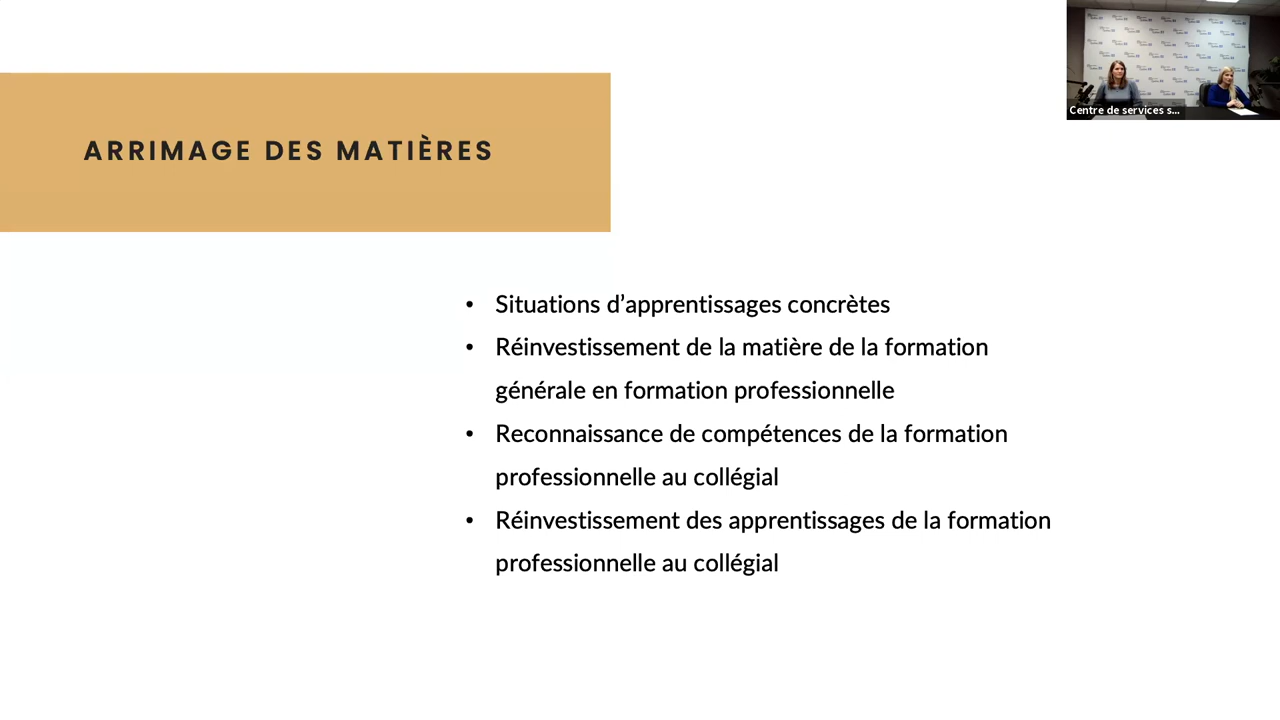 Centre de services s...
ARRIMAGE DES MATIÈRES
• Situations d’apprentissages concrètes
• Réinvestissement de la matière de la formation
générale en formation professionnelle
• Reconnaissance de compétences de la formation
professionnelle au collégial
• Réinvestissement des apprentissages de la formation
professionnelle au collégial